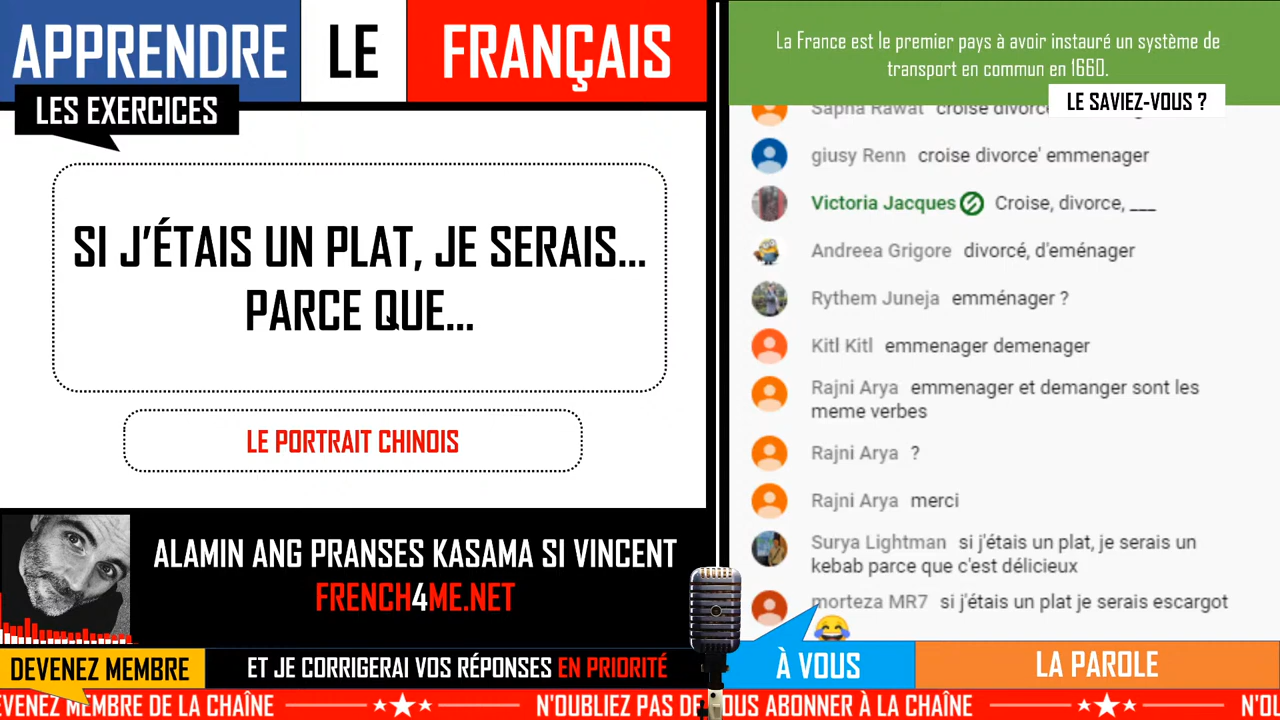 APPRENDRE LE FRANÇAIS
LES EXERCICES
SI J'ÉTAIS UN PLAT, JE SERAIS...
PARCE QUE...
LE PORTRAIT CHINOIS
ALAMIN ANG PRANSES KASAMA SI VINCENT
FRENCH4ME.NET
DEVENEZ MEMBRE
ET JE CORRIGERAI VOS RÉPONSES EN PRIORITÉ
La France est le premier pays à avoir instauré un système de
transport en commun en 1660.
LE SAVIEZ-VOUS ?
Sapna Rawat croise
giusy Renn croise divorce' emmenager
Victoria Jacques Croise, divorce, ___
Andreea Grigore divorcé, d'eménager
Rythem Juneja emménager ?
Kitl Kitl emmenager demenager
Rajni Arya emmenager et demanger sont les
meme verbes
Rajni Arya ?
Rajni Arya merci
Surya Lightman si j'étais un plat, je serais un
kebab parce que c'est délicieux
morteza MR7 si j'étais un plat je serais escargot
😂
À VOUS
LA PAROLE
EVENEZ MEMBRE DE LA CHAÎNE N'OUBLIEZ PAS DE VOUS ABONNER À LA CHAÎNE N'OU